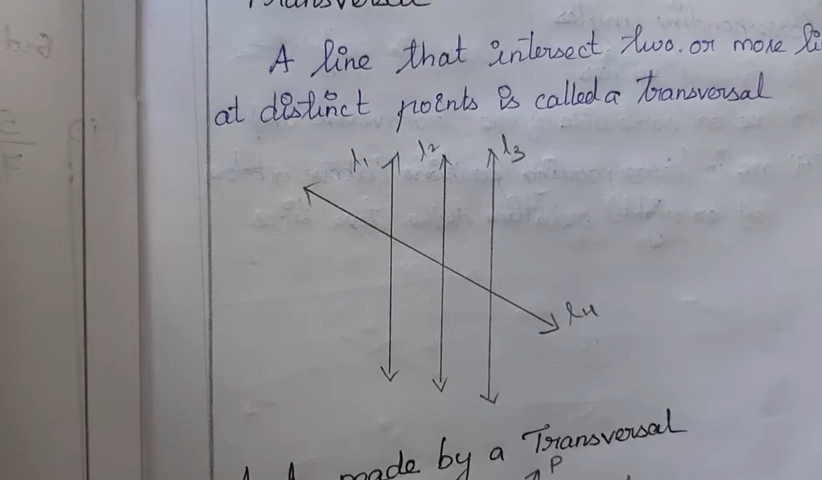 Transversal
A line that intersect two or more li
at distinct points is called a transversal
l1 l2 l3
l4
made by a Transversal
P